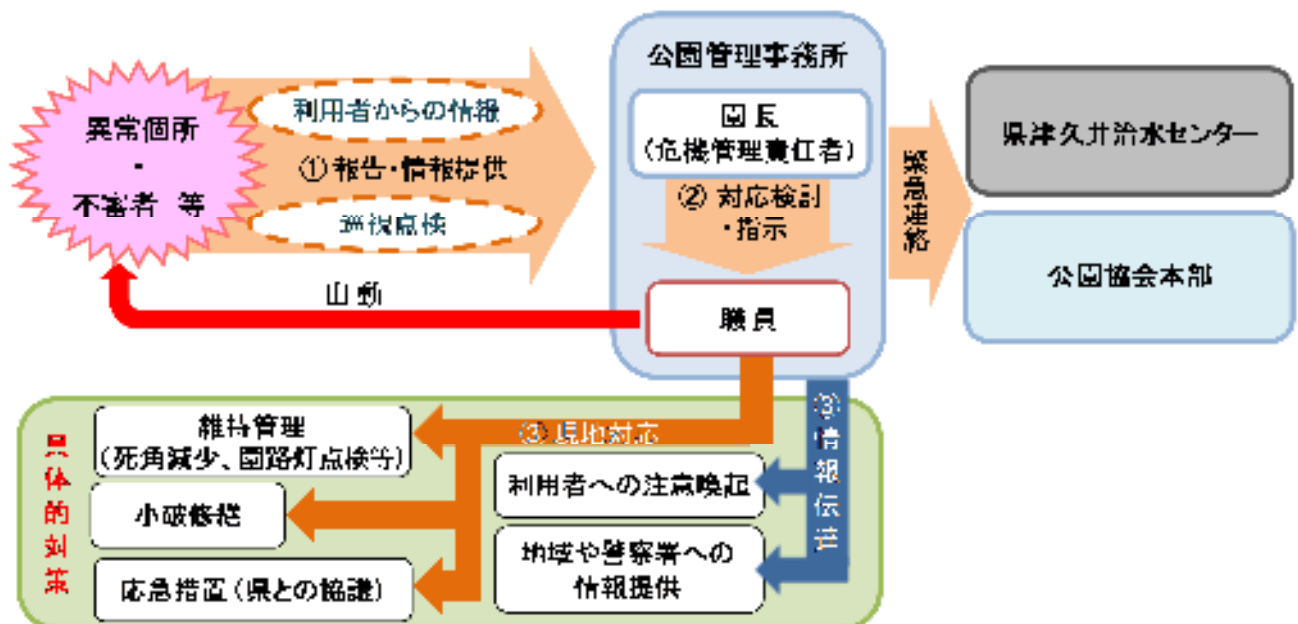 異常個所
・
不審者 等
利用者からの情報
①報告・情報提供
巡視点検
公園管理事務所
園長
(危機管理責任者)
② 対応検討
・指示
職員
県津久井治水センター
公園協会本部
具体的対策
維持管理
(死角減少、園路灯点検等)
小破修繕
応急措置(県との協議)
③ 現地対応
利用者への注意喚起
地域や警察署への
情報提供
③情報伝達